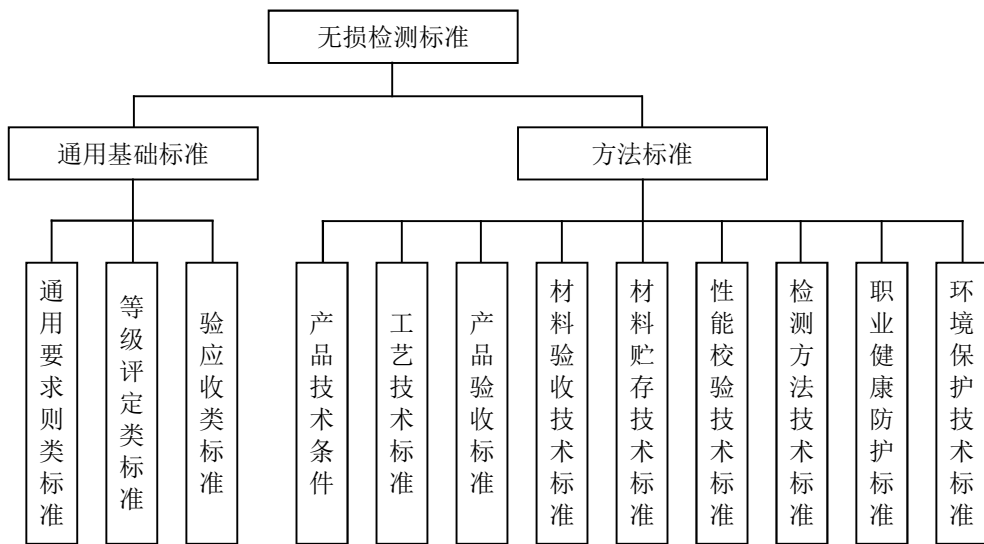 无损检测标准
通用基础标准
方法标准
通用要求则类标准
等级评定类标准
验应收类标准
产品技术条件
工艺技术标准
产品验收标准
材料验收技术标准
材料贮存技术标准
性能校验技术标准
检测方法技术标准
职业健康防护标准
环境保护技术标准